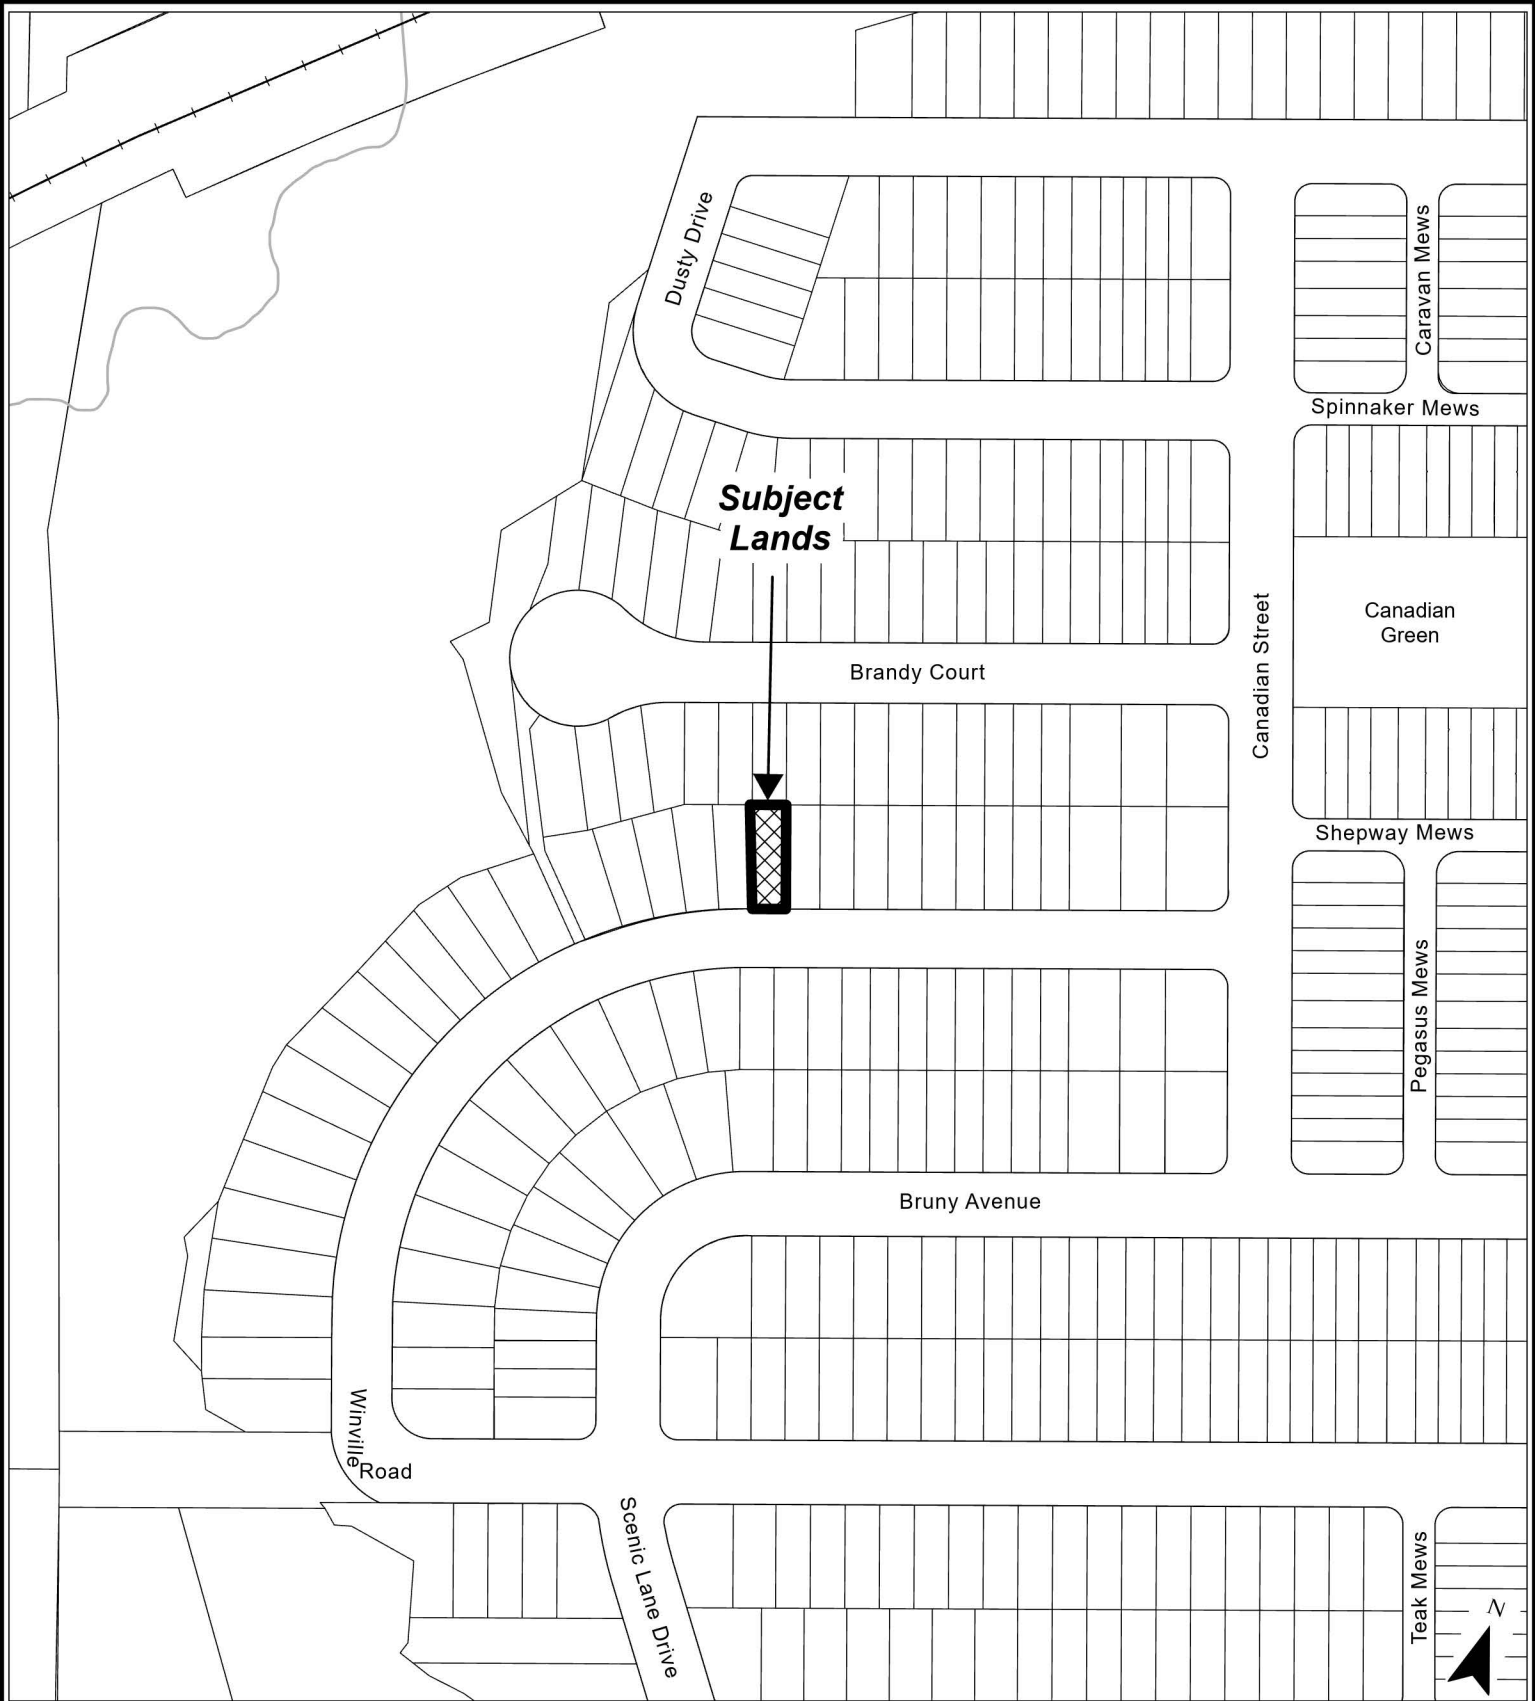 Dusty Drive
Caravan Mews
Spinnaker Mews
Subject
Lands
Canadian
Green
Canadian Street
Brandy Court
Shepway Mews
Pegasus Mews
Bruny Avenue
Winville
Road
Scenic Lane Drive
Teak Mews
N